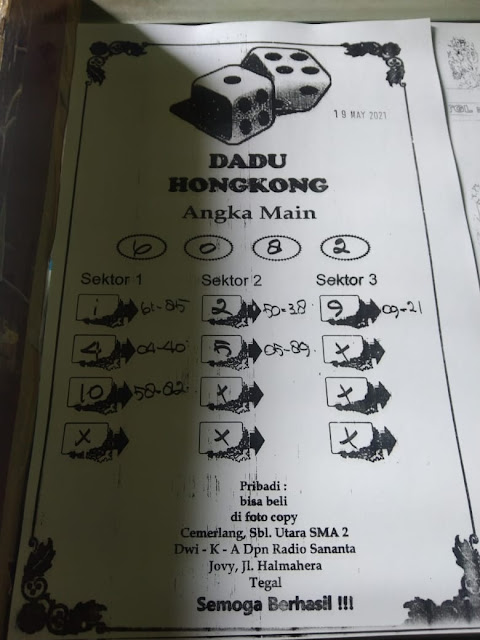 19 MAY 2021
DADU
HONGKONG
Angka Main
6 0 8 2
Sektor 1 Sektor 2 Sektor 3
1 61-85 2 50-38 9 09-21
4 04-40 5 05-89 X
10 58-82 X X
X X X
Pribadi :
bisa beli
di foto copy
Cemerlang, Sbl. Utara SMA 2
Dwi - K - A Dpn Radio Sananta
Jovy, Jl. Halmahera
Tegal
Semoga Berhasil !!!